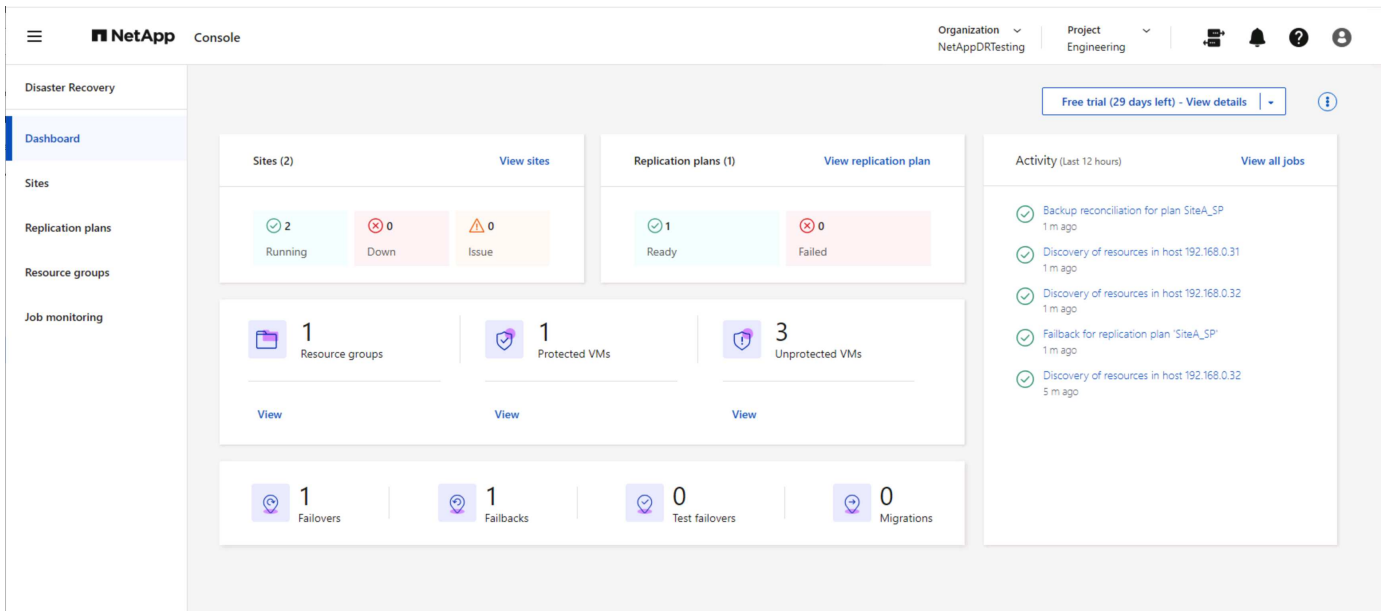 NetApp Console
Organization
NetAppDRTesting
Project
Engineering
Disaster Recovery
Dashboard
Sites
Replication plans
Resource groups
Job monitoring
Free trial (29 days left) - View details
Sites (2)
View sites
2
Running
0
Down
0
Issue
Replication plans (1)
View replication plan
1
Ready
0
Failed
1
Resource groups
View
1
Protected VMs
View
3
Unprotected VMs
View
1
Failovers
1
Failbacks
0
Test failovers
0
Migrations
Activity (Last 12 hours)
View all jobs
Backup reconciliation for plan SiteA_SP
1 m ago
Discovery of resources in host 192.168.0.31
1 m ago
Discovery of resources in host 192.168.0.32
1 m ago
Failback for replication plan 'SiteA_SP'
1 m ago
Discovery of resources in host 192.168.0.32
5 m ago